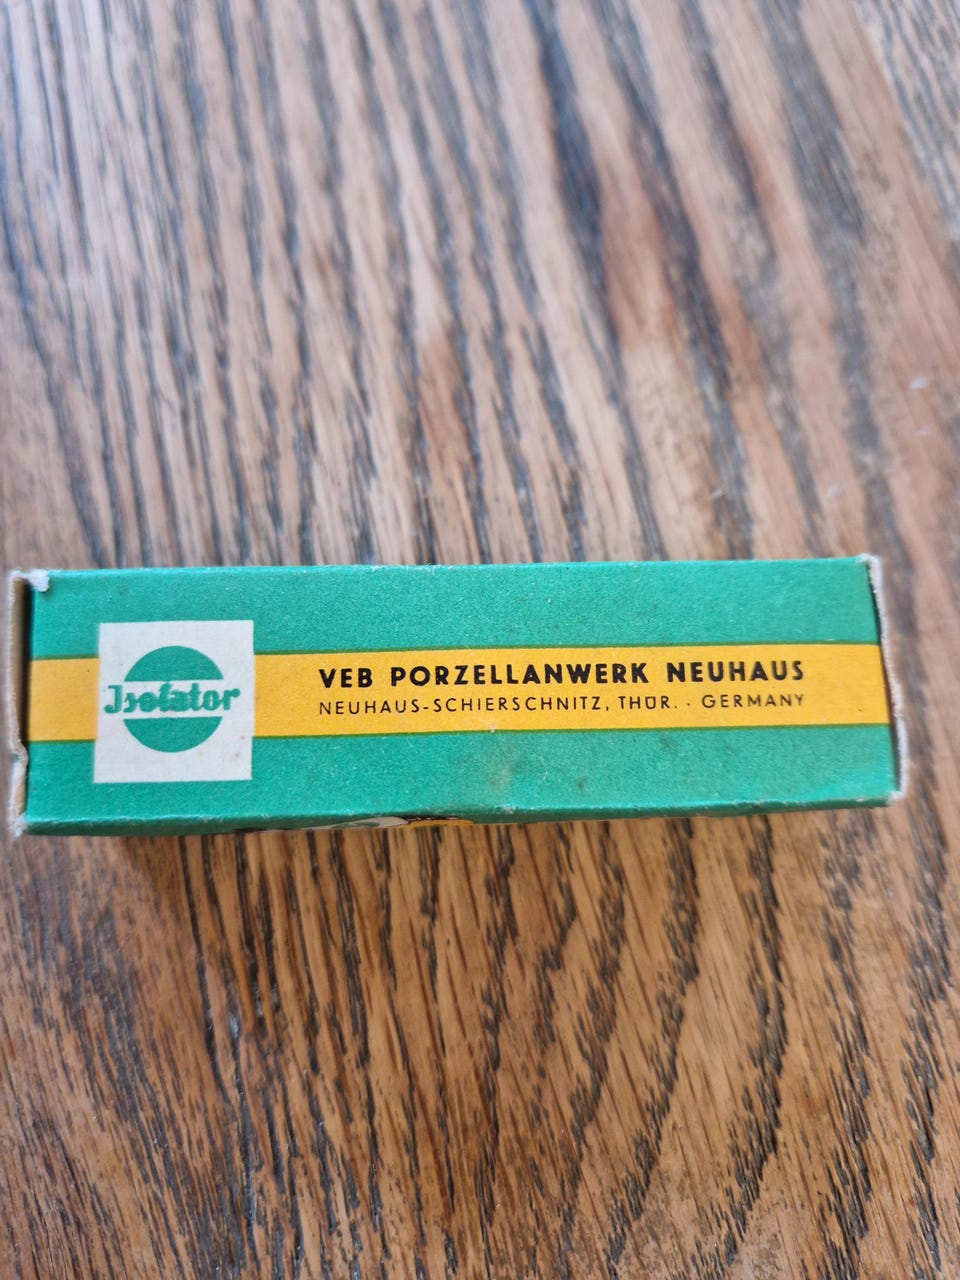 Isolator
VEB PORZELLANWERK NEUHAUS
NEUHAUS-SCHIERSCHNITZ, THÜR. · GERMANY